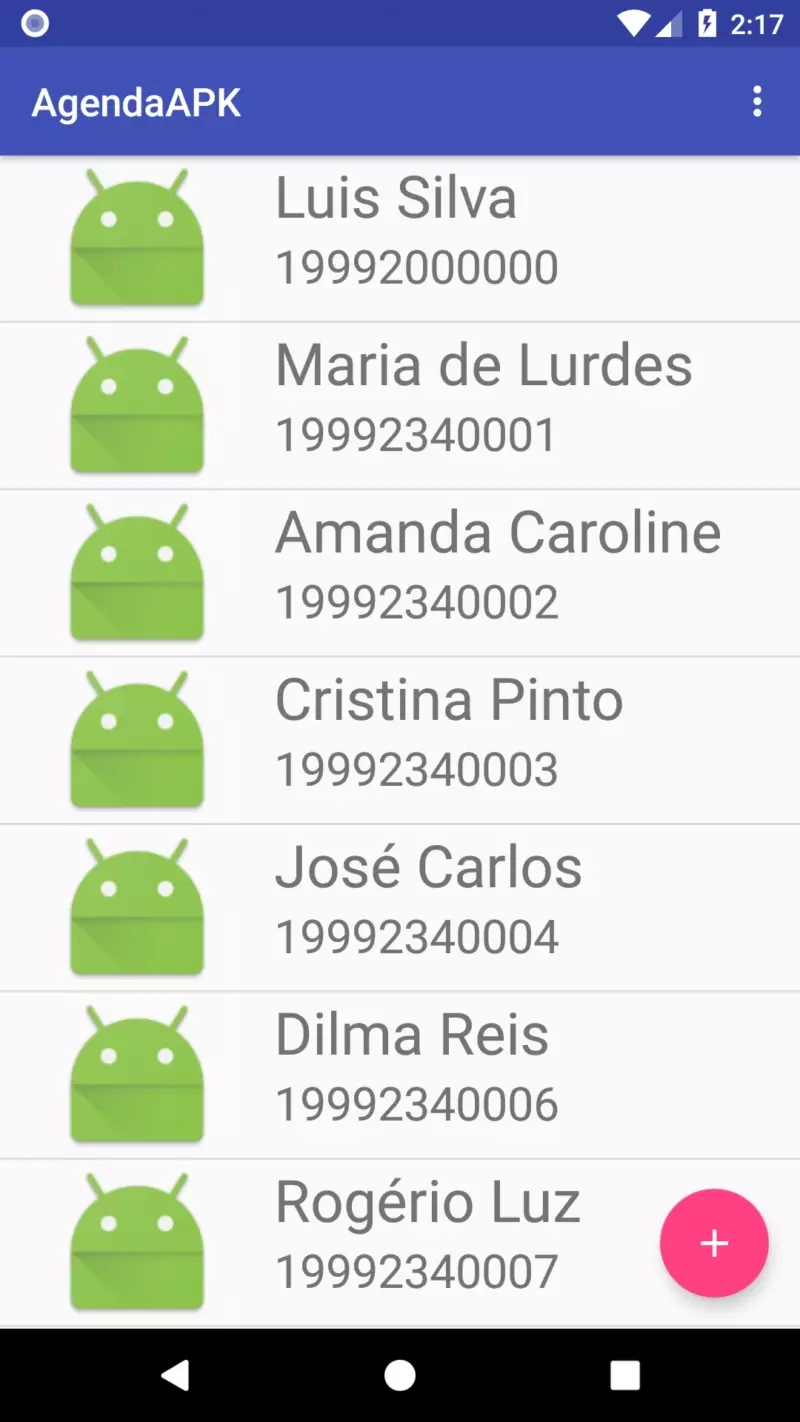 2:17
AgendaAPK
Luis Silva
19992000000
Maria de Lurdes
19992340001
Amanda Caroline
19992340002
Cristina Pinto
19992340003
José Carlos
19992340004
Dilma Reis
19992340006
Rogério Luz
19992340007
+